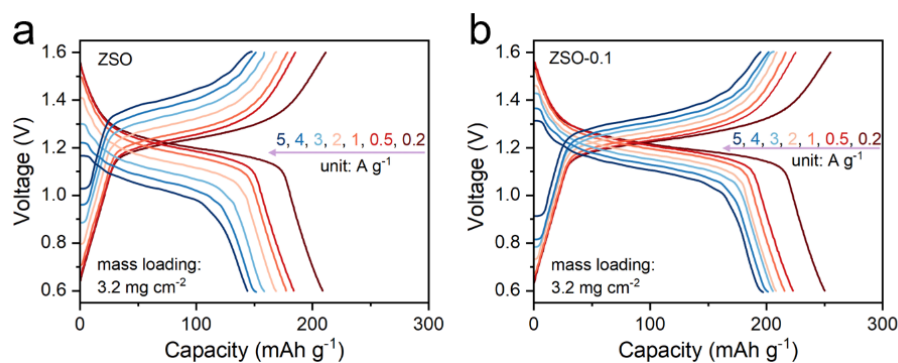 a
ZSO
1.6
1.4
1.2
1.0
0.8
0.6
Voltage (V)
5, 4, 3, 2, 1, 0.5, 0.2
unit: A g⁻¹
mass loading:
3.2 mg cm⁻²
0 100 200 300
Capacity (mAh g⁻¹)
b
ZSO-0.1
1.6
1.4
1.2
1.0
0.8
0.6
Voltage (V)
5, 4, 3, 2, 1, 0.5, 0.2
unit: A g⁻¹
mass loading:
3.2 mg cm⁻²
0 100 200 300
Capacity (mAh g⁻¹)